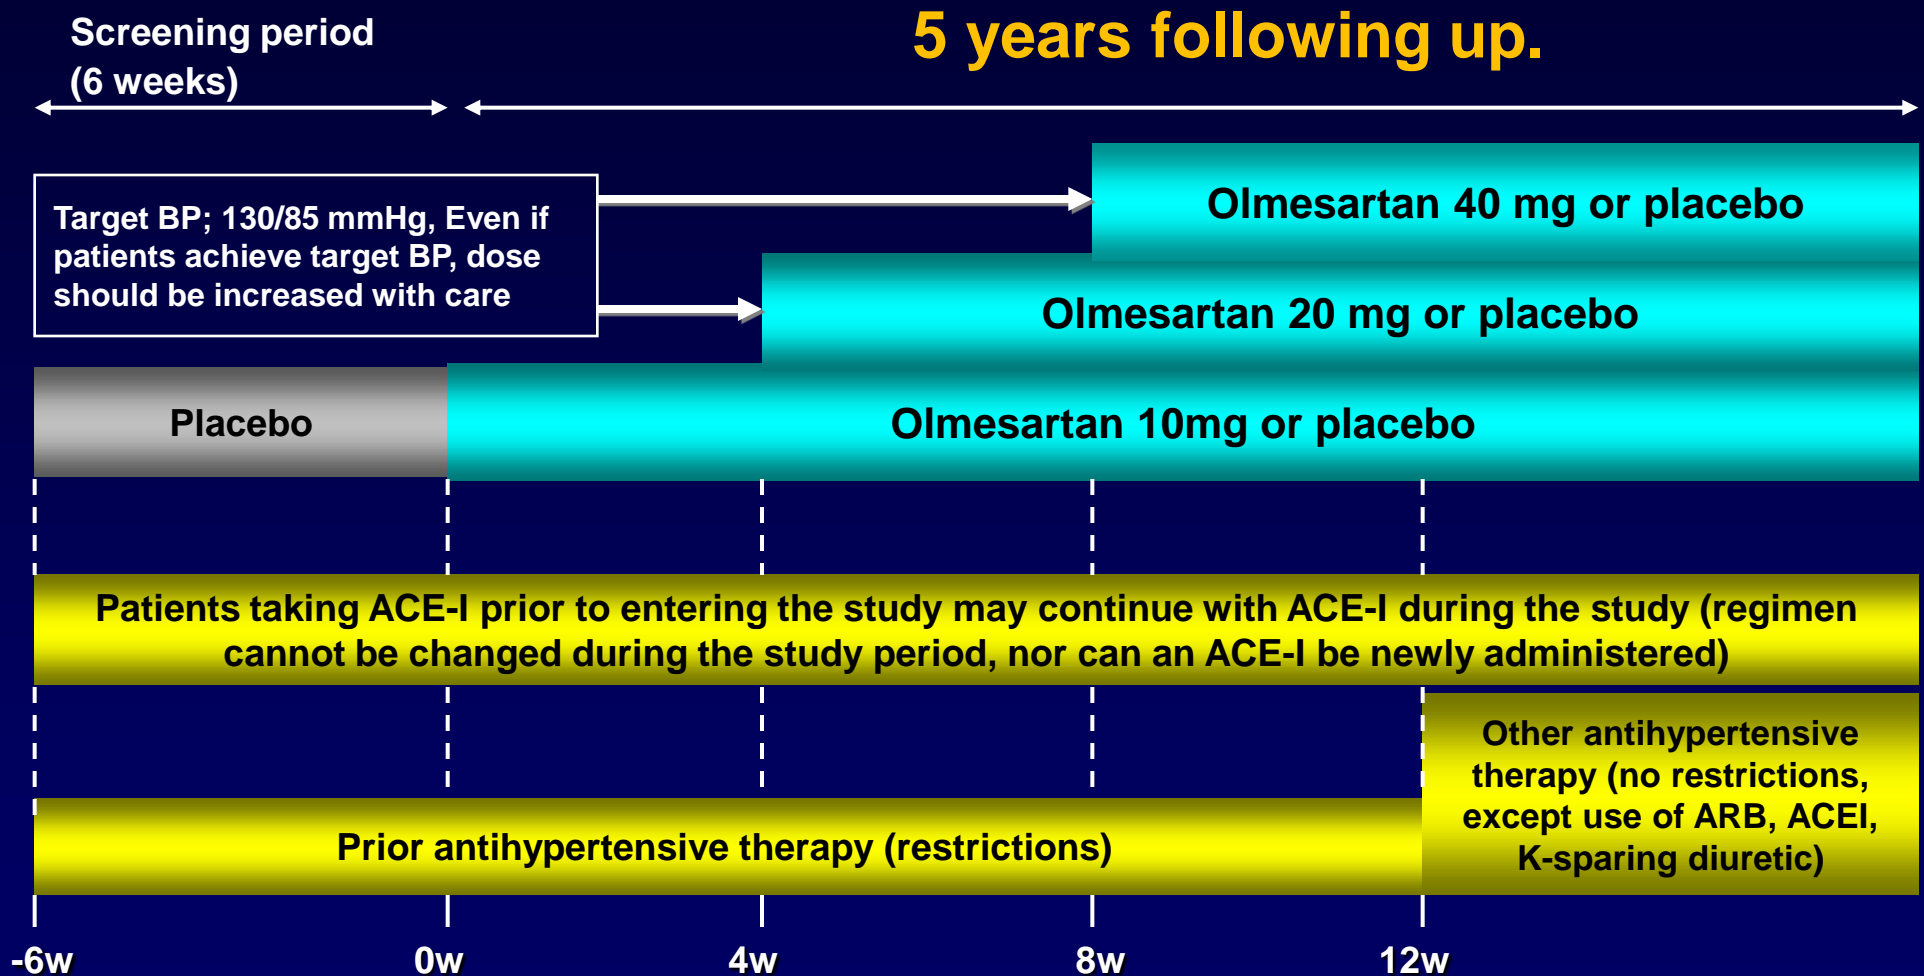 Screening period
(6 weeks)
5 years following up.
Target BP; 130/85 mmHg, Even if
patients achieve target BP, dose
should be increased with care
Olmesartan 40 mg or placebo
Olmesartan 20 mg or placebo
Placebo
Olmesartan 10mg or placebo
Patients taking ACE-I prior to entering the study may continue with ACE-I during the study (regimen
cannot be changed during the study period, nor can an ACE-I be newly administered)
Other antihypertensive
therapy (no restrictions,
except use of ARB, ACEI,
K-sparing diuretic)
Prior antihypertensive therapy (restrictions)
-6w
0w
4w
8w
12w